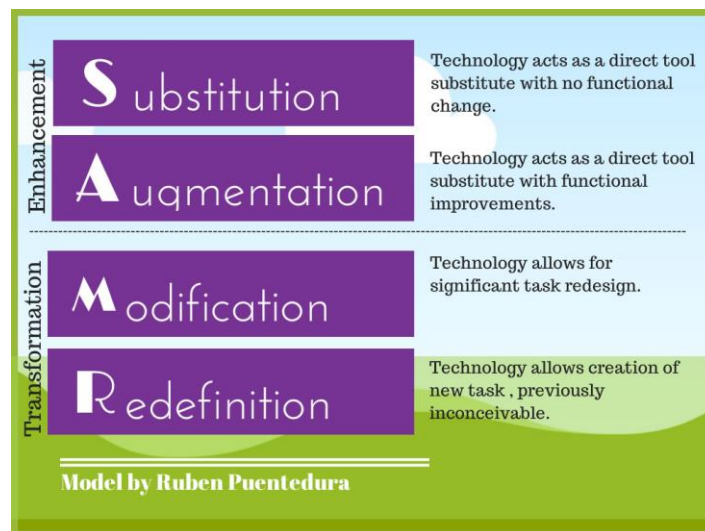 Enhancement
Substitution
Technology acts as a direct tool
substitute with no functional
change.
Augmentation
Technology acts as a direct tool
substitute with functional
improvements.
Transformation
Modification
Technology allows for
significant task redesign.
Redefinition
Technology allows creation of
new task , previously
inconceivable.
Model by Ruben Puentedura